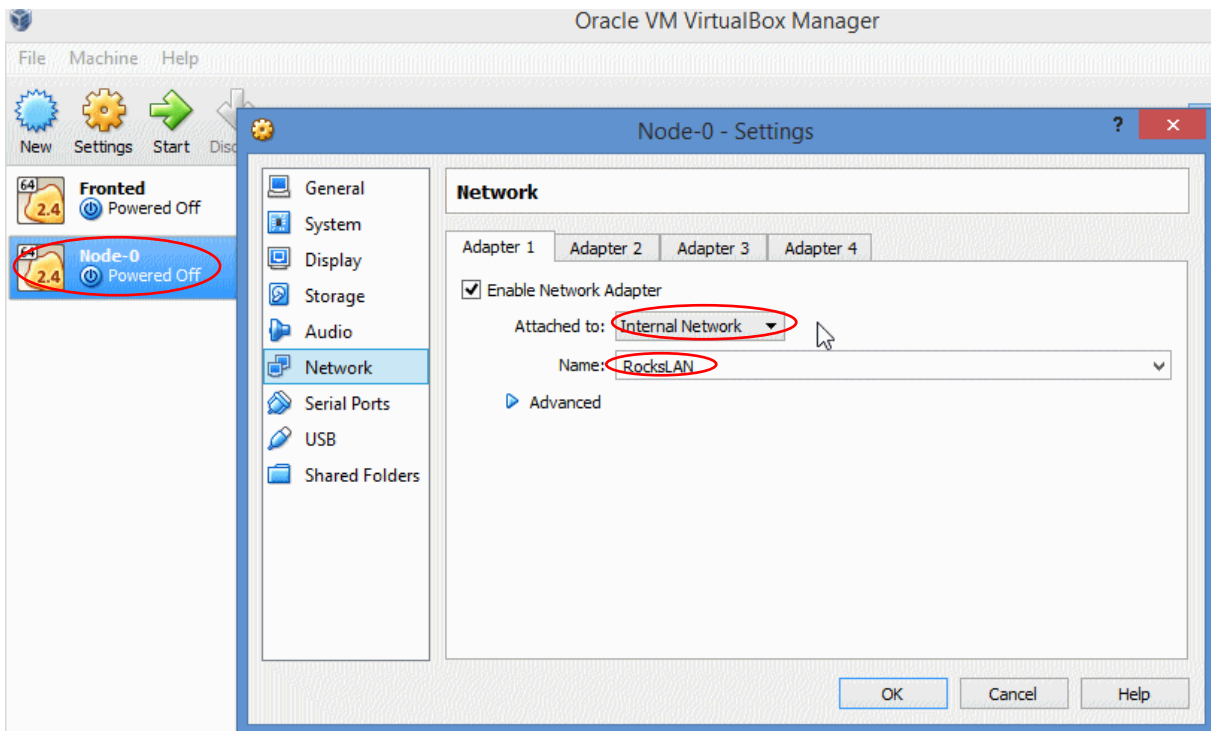 Oracle VM VirtualBox Manager
File Machine Help
New Settings Start Disc
64 2.4 Fronted
Powered Off
64 2.4 Node-0
Powered Off
Node-0 - Settings ?
General
System
Display
Storage
Audio
Network
Serial Ports
USB
Shared Folders
Network
Adapter 1 Adapter 2 Adapter 3 Adapter 4
Enable Network Adapter
Attached to: Internal Network
Name: RocksLAN
Advanced
OK Cancel Help